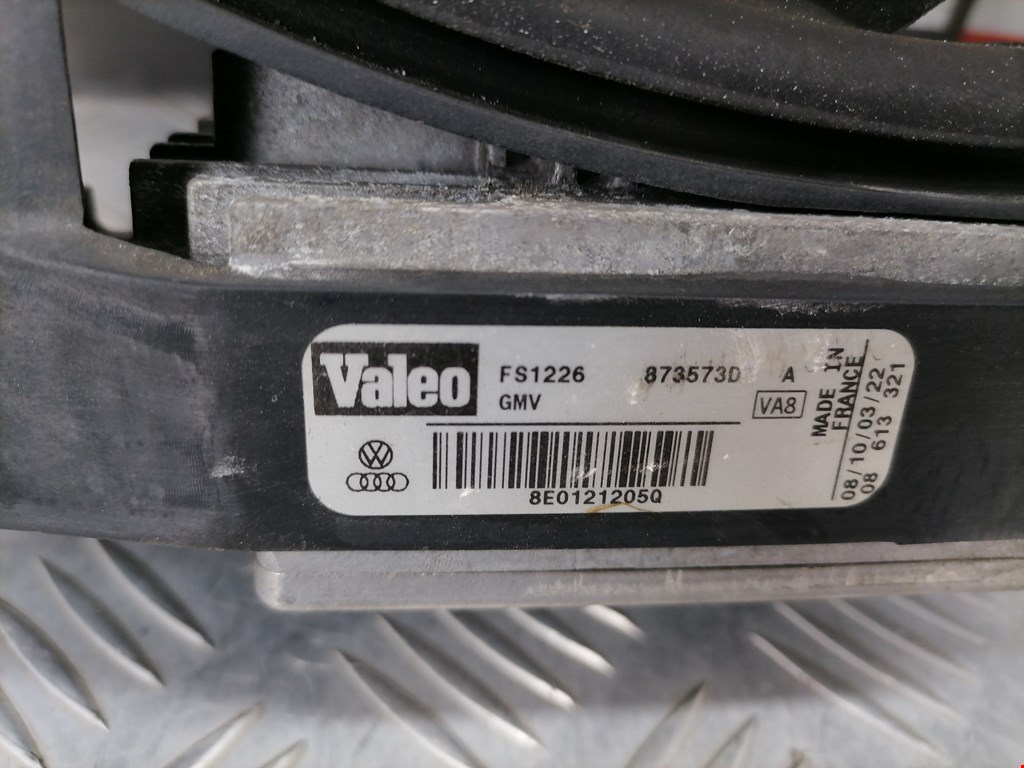 Valeo FS1226 873573D A
GMV VA8
8E0121205Q
MADE IN
FRANCE
08/10/03/22
08 613 321